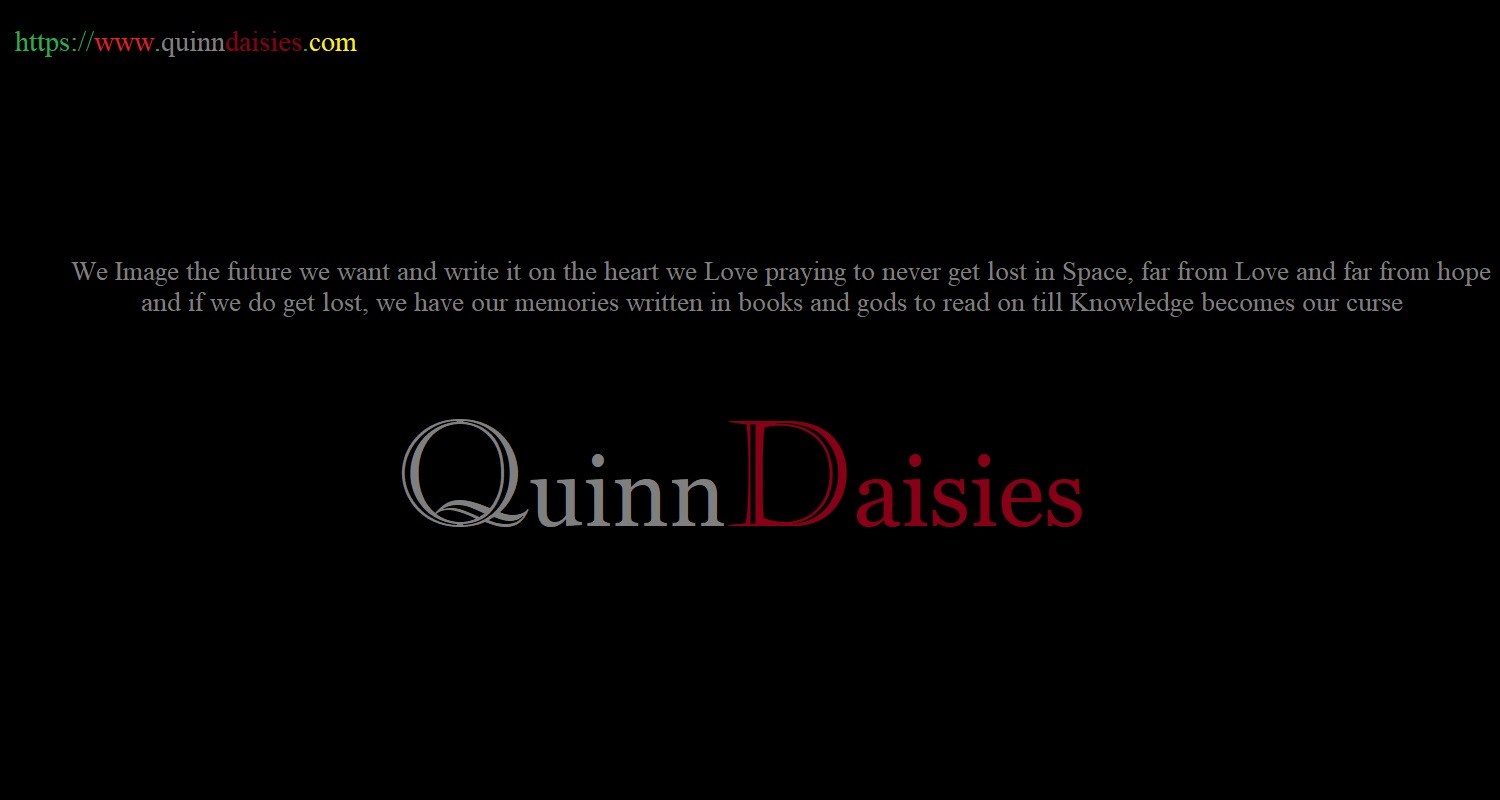 https://www.quinndaisies.com
We Image the future we want and write it on the heart we Love praying to never get lost in Space, far from Love and far from hope
and if we do get lost, we have our memories written in books and gods to read on till Knowledge becomes our curse
QuinnDaisies